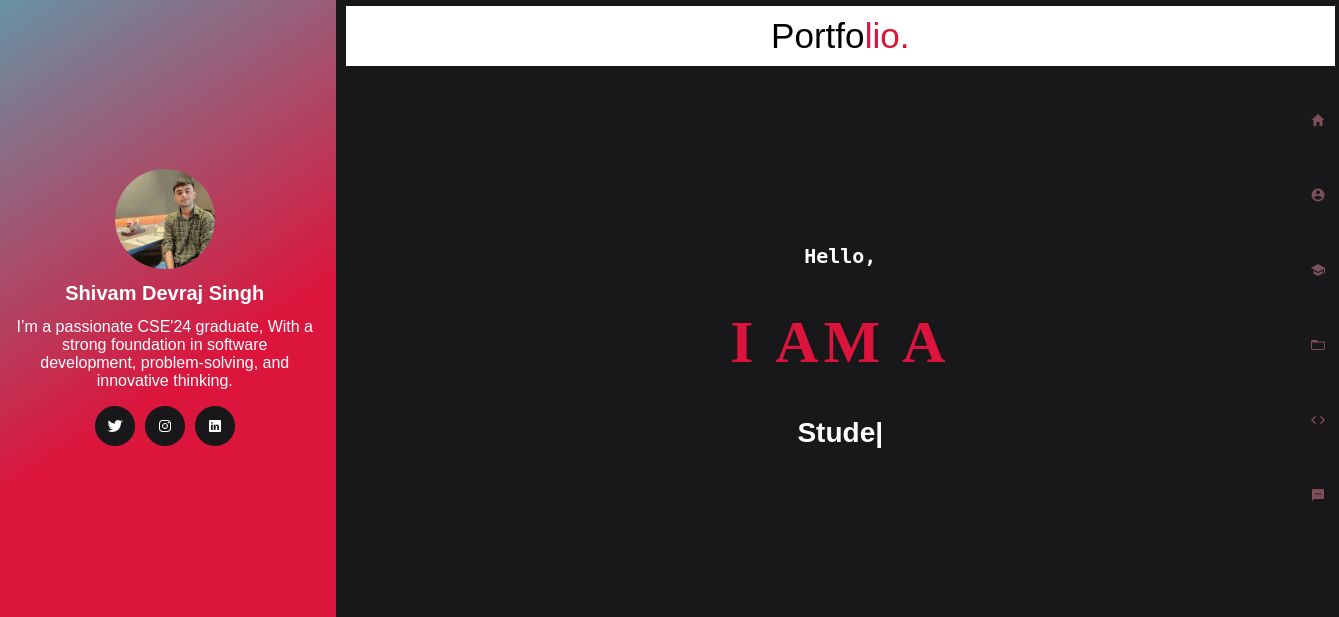 Portfolio.
Shivam Devraj Singh
I'm a passionate CSE'24 graduate, With a
strong foundation in software
development, problem-solving, and
innovative thinking.
Hello,
I AM A
Stude|